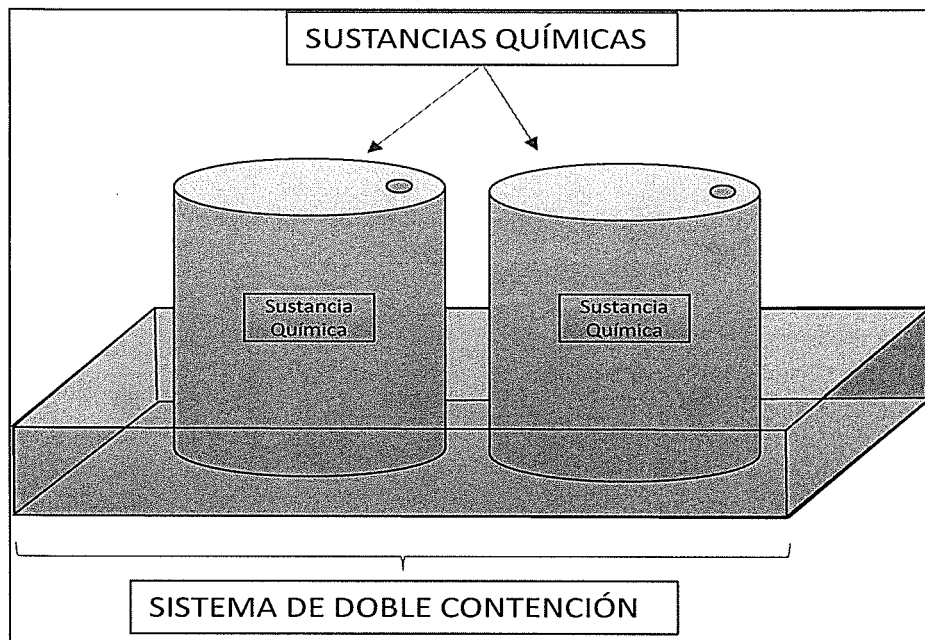 SUSTANCIAS QUÍMICAS
Sustancia
Química
Sustancia
Química
SISTEMA DE DOBLE CONTENCIÓN